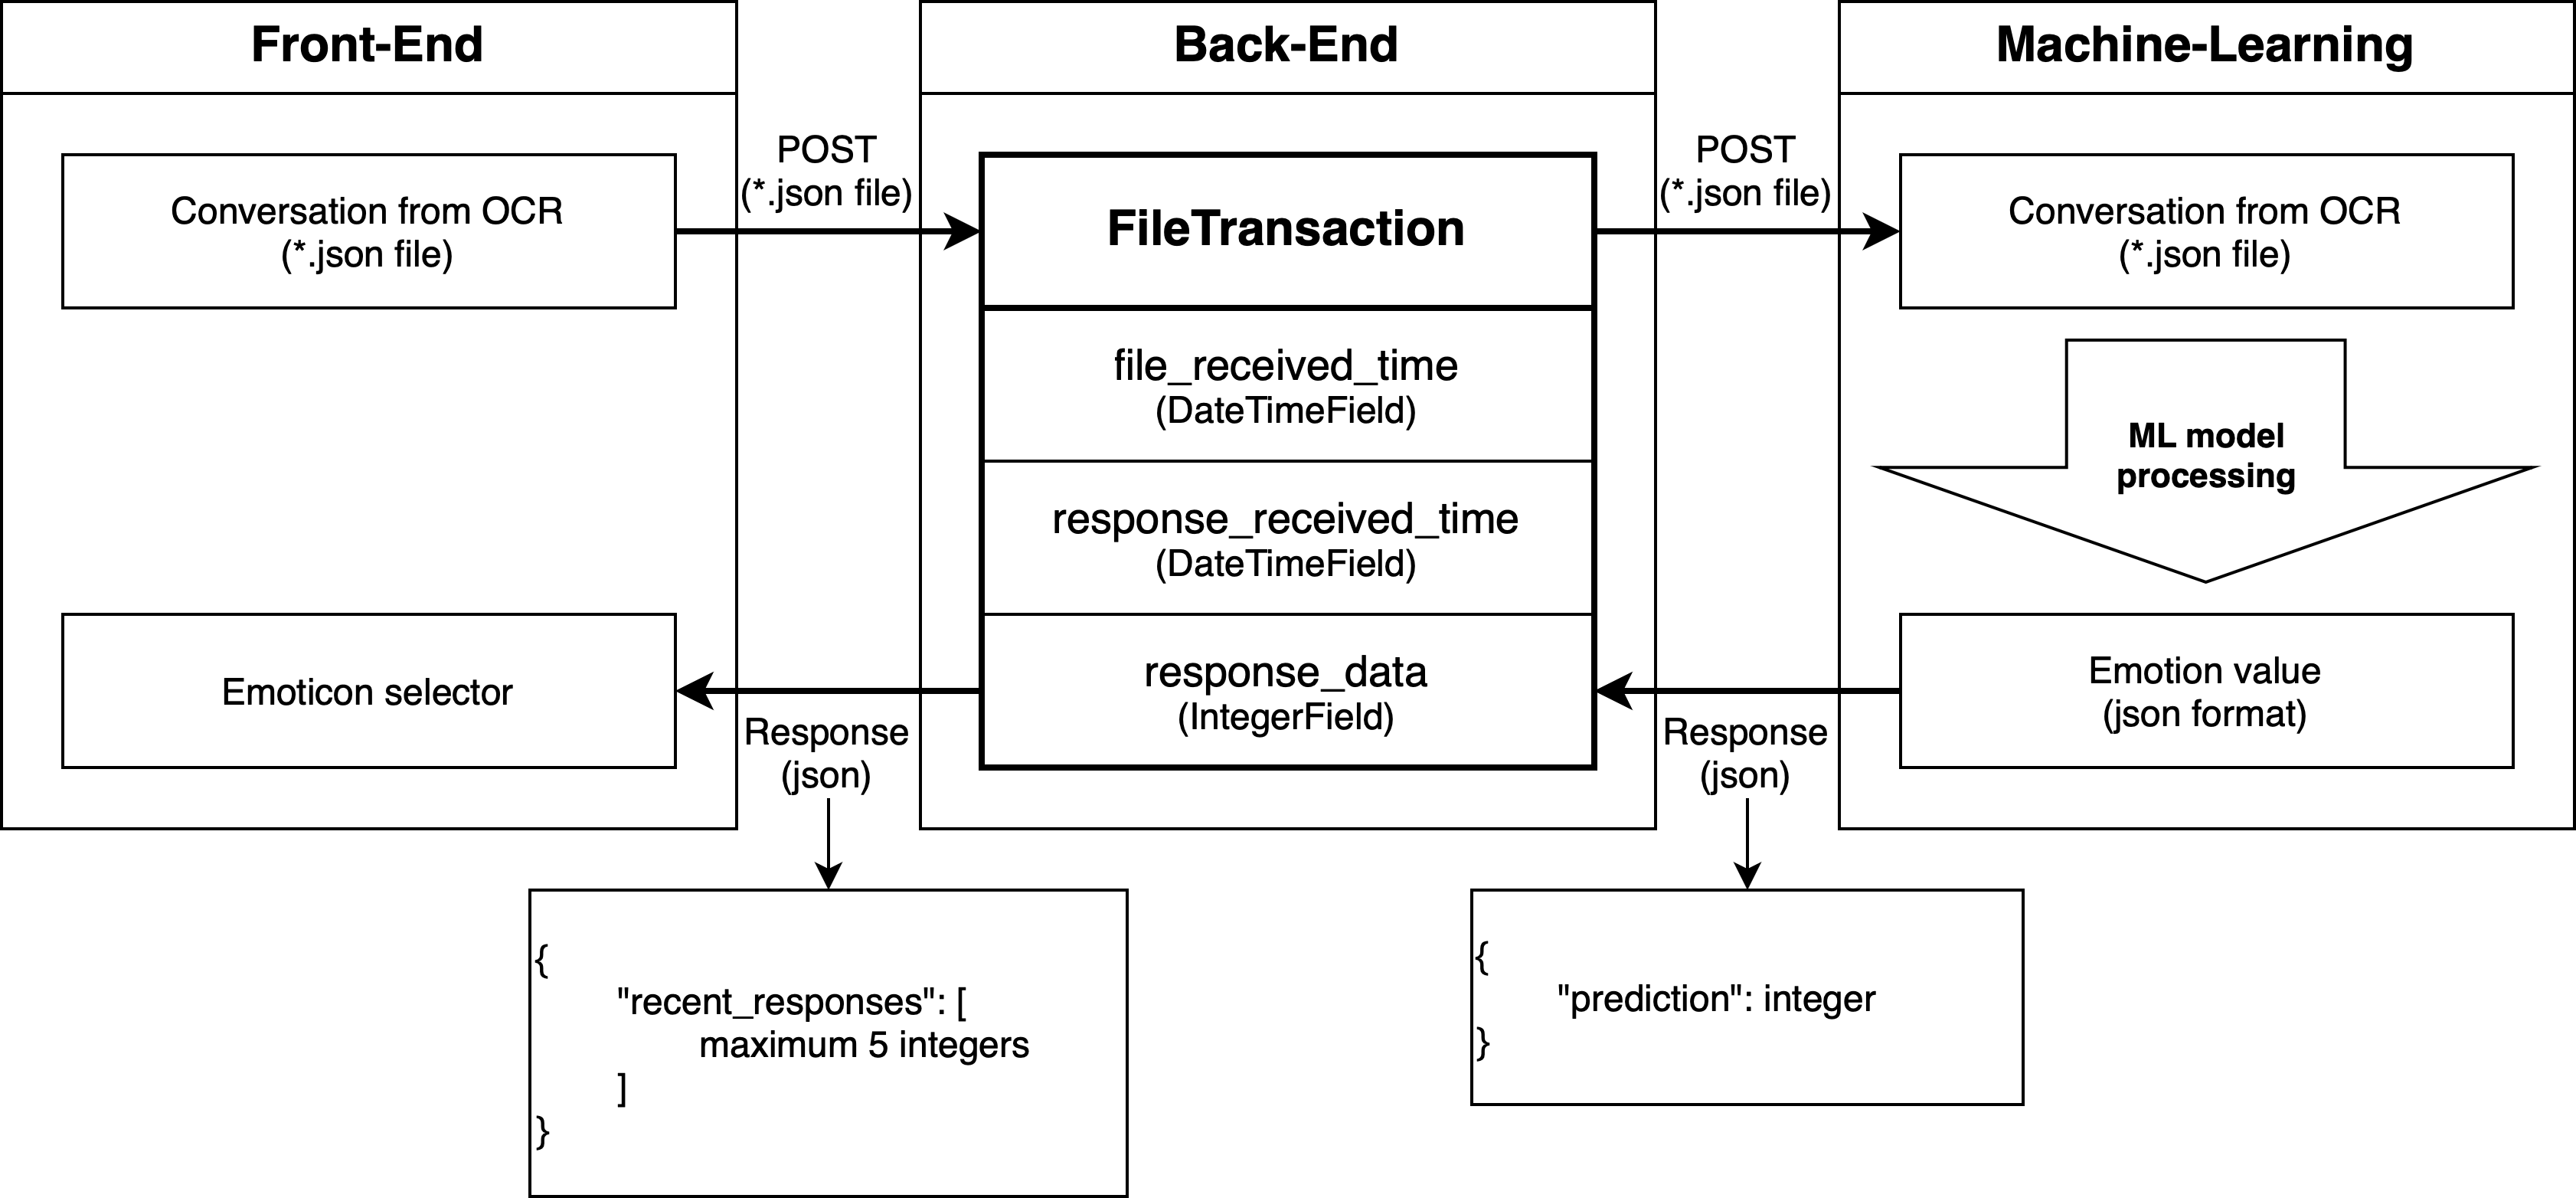 Front-End
Back-End
Machine-Learning
Conversation from OCR
(*.json file)
POST
(*.json file)
FileTransaction
file_received_time
(DateTimeField)
response_received_time
(DateTimeField)
response_data
(IntegerField)
POST
(*.json file)
Conversation from OCR
(*.json file)
ML model
processing
Emotion value
(json format)
Response
(json)
Response
(json)
Emoticon selector
{
"recent_responses": [
maximum 5 integers
]
}
{
"prediction": integer
}